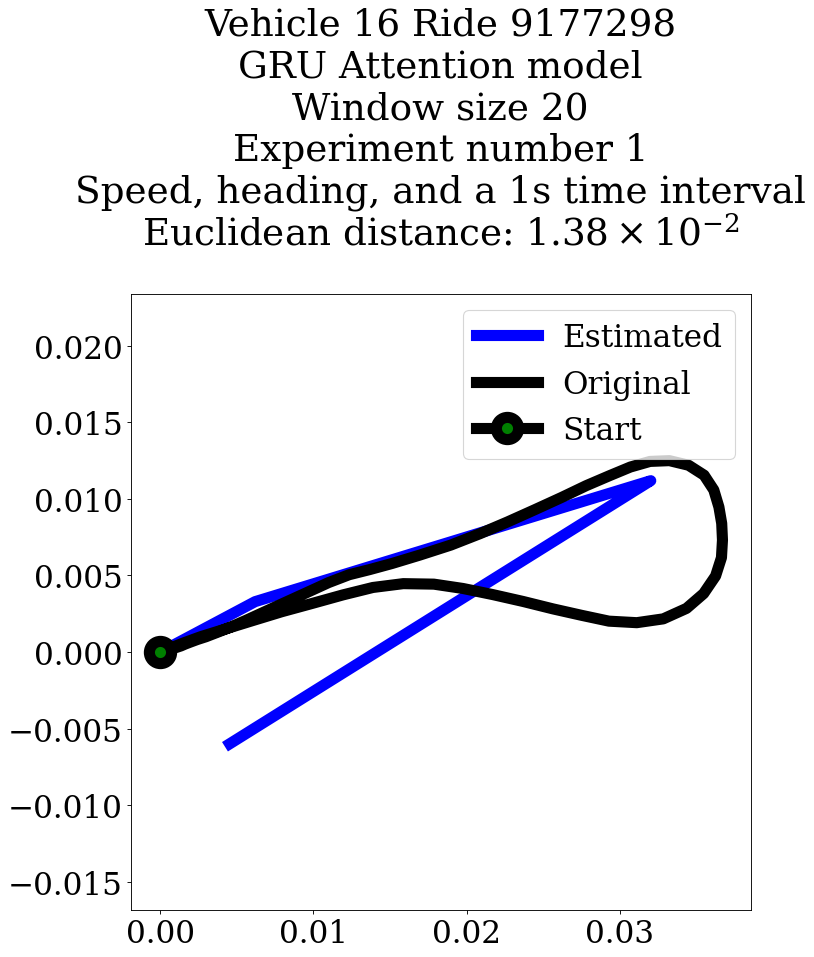 Vehicle 16 Ride 9177298
GRU Attention model
Window size 20
Experiment number 1
Speed, heading, and a 1s time interval
Euclidean distance: 1.38 × 10⁻²
Estimated
Original
Start
0.020
0.015
0.010
0.005
0.000
−0.005
−0.010
−0.015
0.00 0.01 0.02 0.03